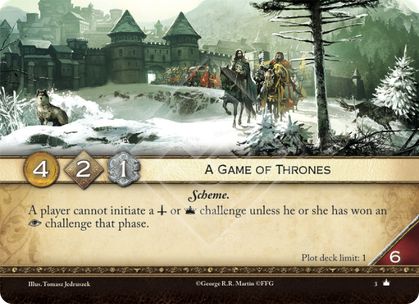 4 2 1 A GAME OF THRONES
Scheme.
A player cannot initiate a or challenge unless he or she has won an
challenge that phase.
Plot deck limit: 1
6
Illus. Tomasz Jedruszek ©George R.R. Martin ©FFG 3